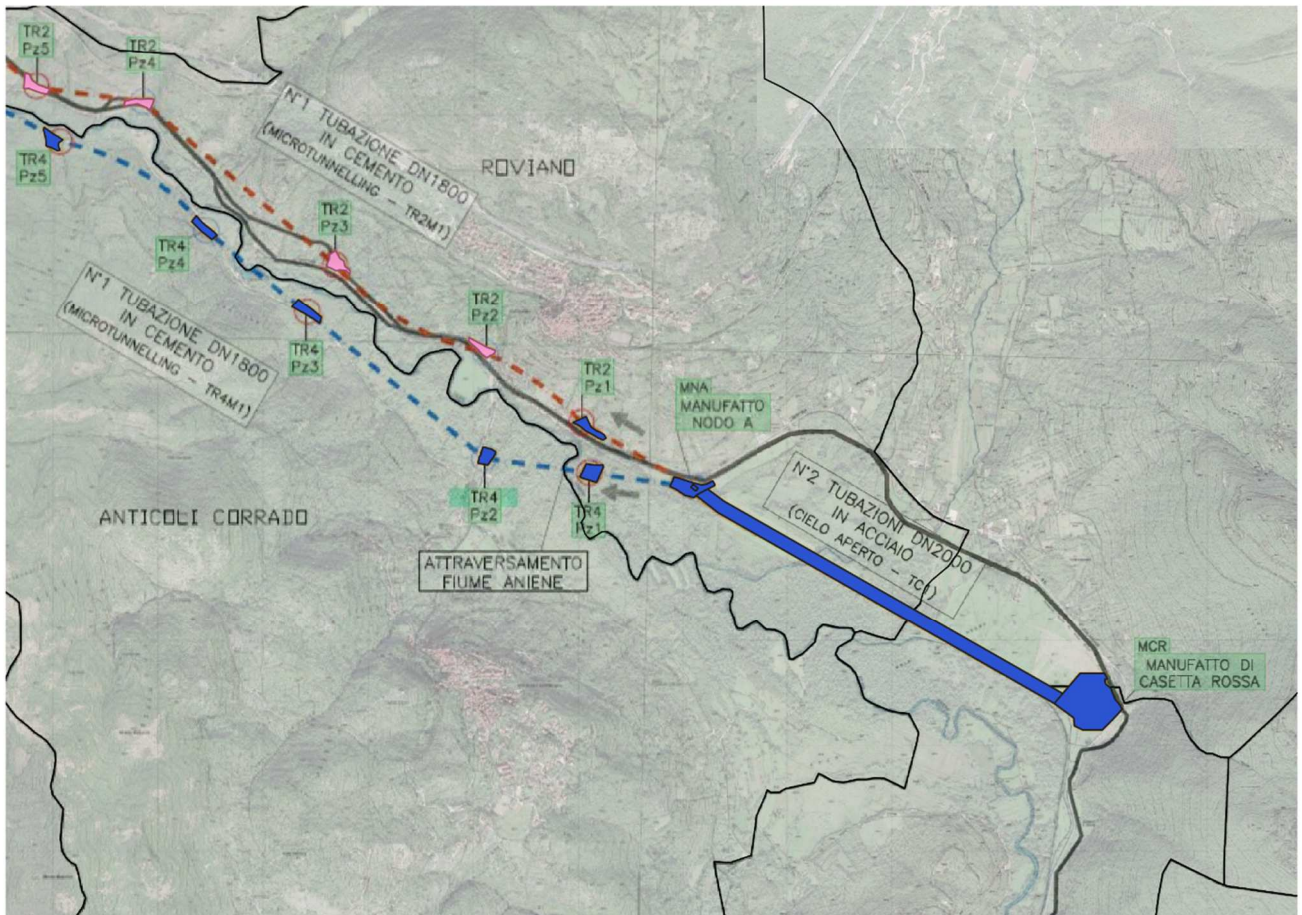 TR2
Pz5
TR2
Pz4
N°1 TUBAZIONE DN1800
IN CEMENTO
(MICROTUNNELLING - TR2M1)
ROVIANO
TR4
Pz5
TR2
Pz3
TR4
Pz4
N°1 TUBAZIONE DN1800
IN CEMENTO
(MICROTUNNELLING - TR4M1)
TR4
Pz3
TR2
Pz2
TR2
Pz1
MNA
MANUFATTO
NODO A
N°2 TUBAZIONI DN2000
IN ACCIAIO
(CIELO APERTO - TC1)
ANTICOLI CORRADO
TR4
Pz2
TR4
Pz1
ATTRAVERSAMENTO
FIUME ANIENE
MCR
MANUFATTO DI
CASETTA ROSSA